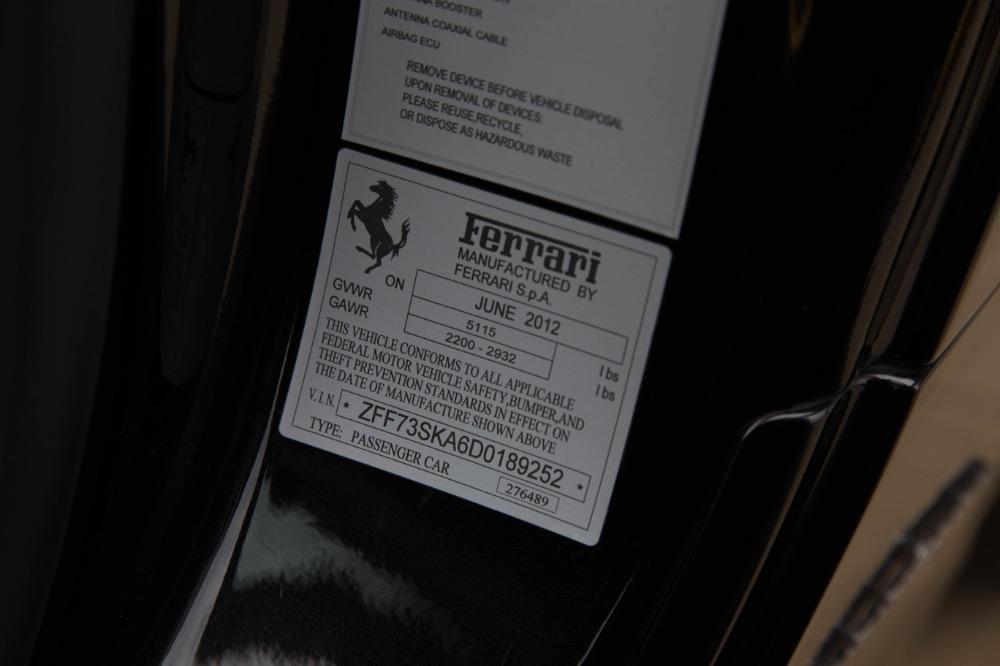 BOOSTER
ANTENNA COAXIAL CABLE
AIRBAG ECU
REMOVE DEVICE BEFORE VEHICLE DISPOSAL
UPON REMOVAL OF DEVICES:
PLEASE REUSE,RECYCLE,
OR DISPOSE AS HAZARDOUS WASTE
Ferrari
MANUFACTURED BY
FERRARI S.p.A.
ON JUNE 2012
GVWR 5115 lbs
GAWR 2200 - 2932 lbs
THIS VEHICLE CONFORMS TO ALL APPLICABLE
FEDERAL MOTOR VEHICLE SAFETY,BUMPER,AND
THEFT PREVENTION STANDARDS IN EFFECT ON
THE DATE OF MANUFACTURE SHOWN ABOVE
V.I.N. * ZFF73SKA6D0189252 *
TYPE: PASSENGER CAR 276489